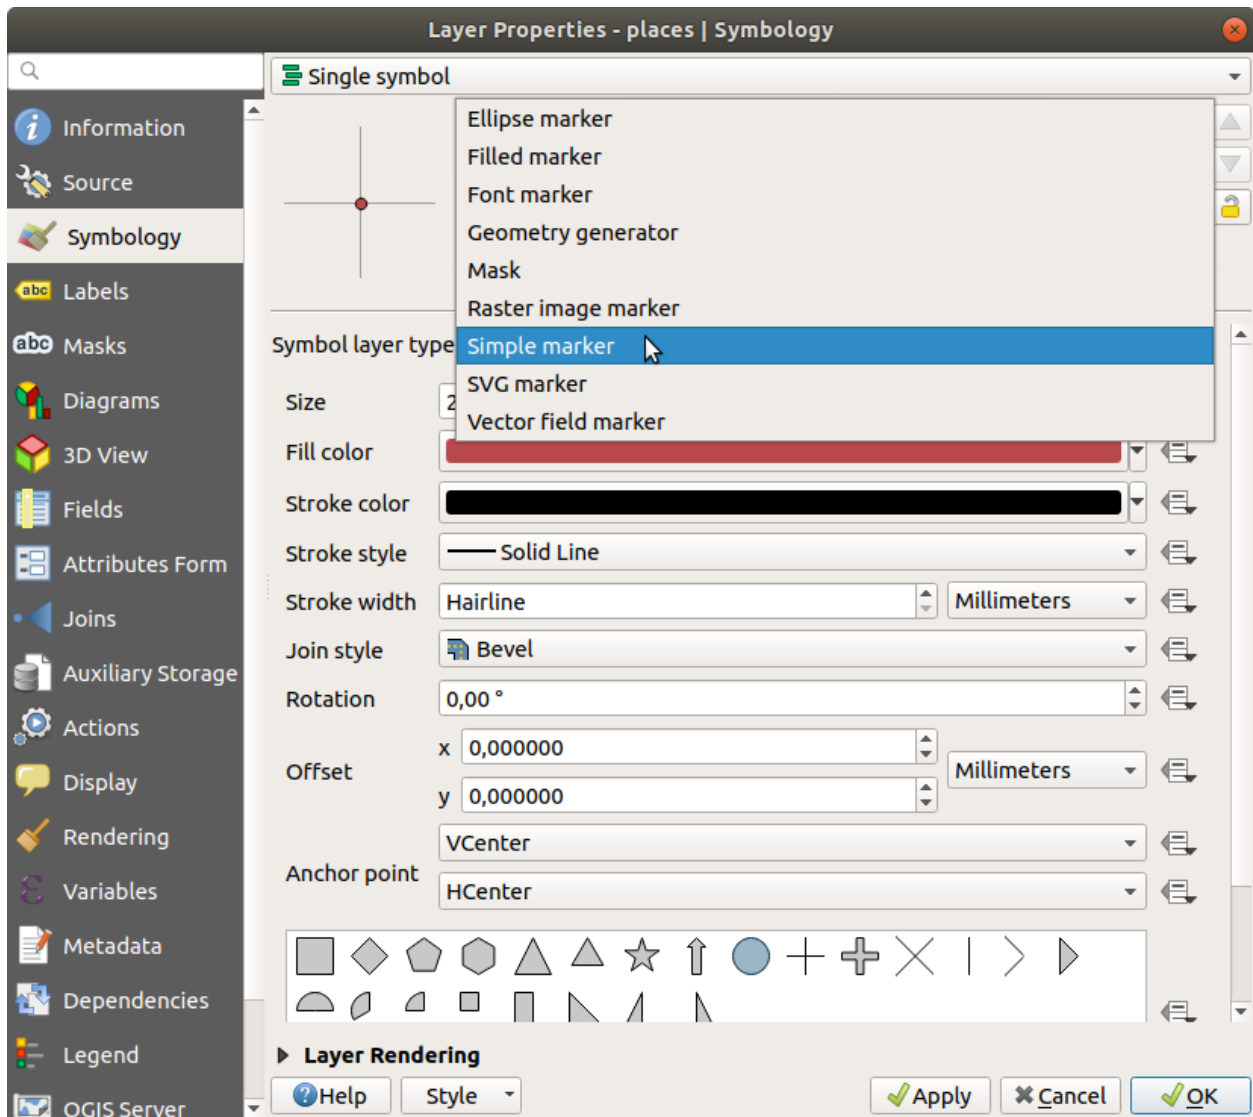 Layer Properties - places | Symbology
Single symbol
Information
Source
Symbology
abc Labels
abc Masks
Diagrams
3D View
Fields
Attributes Form
Joins
Auxiliary Storage
Actions
Display
Rendering
Variables
Metadata
Dependencies
Legend
QGIS Server
Ellipse marker
Filled marker
Font marker
Geometry generator
Mask
Raster image marker
Symbol layer type Simple marker
SVG marker
Vector field marker
Size 2
Fill color
Stroke color
Stroke style Solid Line
Stroke width Hairline Millimeters
Join style Bevel
Rotation 0,00 °
Offset x 0,000000 Millimeters
y 0,000000
Anchor point VCenter
HCenter
Layer Rendering
Help Style Apply Cancel OK